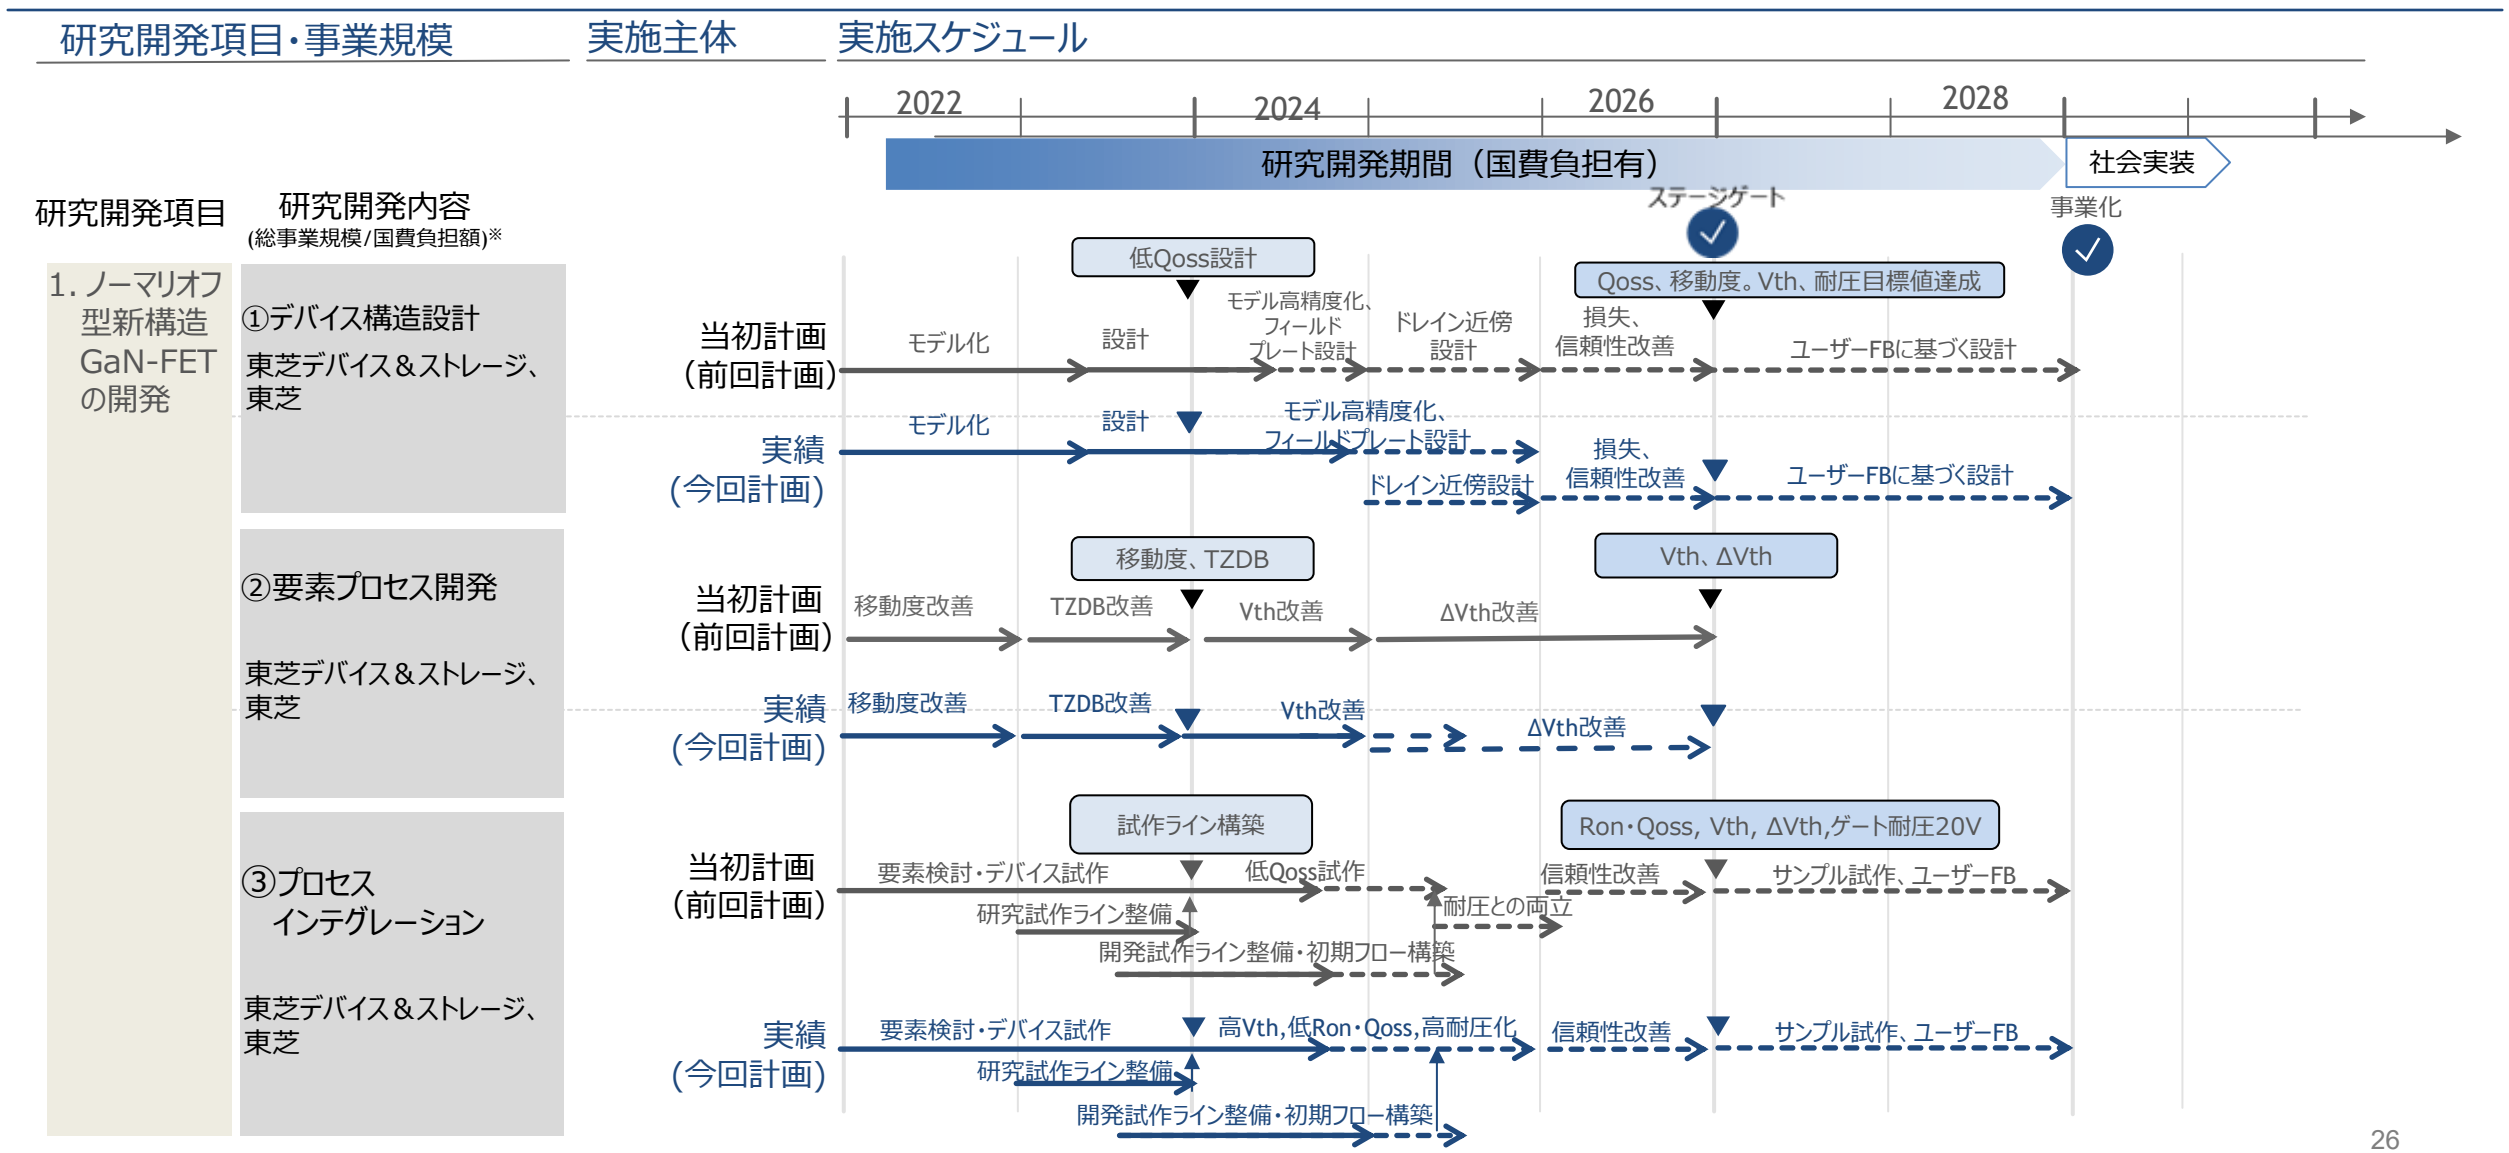 研究開発項目・事業規模
実施主体
実施スケジュール
2022
2024
2026
2028
研究開発期間（国費負担有）
社会実装
ステージゲート
事業化
研究開発項目
研究開発内容
(総事業規模/国費負担額)※
1. ノーマリオフ
型新構造
GaN-FET
の開発
①デバイス構造設計
東芝デバイス＆ストレージ、
東芝
当初計画
（前回計画）
低Qoss設計
Qoss、移動度。Vth、耐圧目標値達成
モデル化
設計
モデル高精度化、
フィールド
プレート設計
ドレイン近傍
設計
損失、
信頼性改善
ユーザーFBに基づく設計
実績
(今回計画)
モデル化
設計
モデル高精度化、
フィールドプレート設計
ドレイン近傍設計
損失、
信頼性改善
ユーザーFBに基づく設計
②要素プロセス開発
東芝デバイス＆ストレージ、
東芝
当初計画
（前回計画）
移動度、TZDB
Vth、ΔVth
移動度改善
TZDB改善
Vth改善
ΔVth改善
実績
(今回計画)
移動度改善
TZDB改善
Vth改善
ΔVth改善
③プロセス
インテグレーション
東芝デバイス＆ストレージ、
東芝
当初計画
（前回計画）
試作ライン構築
Ron・Qoss, Vth, ΔVth,ゲート耐圧20V
要素検討・デバイス試作
低Qoss試作
信頼性改善
サンプル試作、ユーザーFB
研究試作ライン整備
耐圧との両立
開発試作ライン整備・初期フロー構築
実績
(今回計画)
要素検討・デバイス試作
高Vth,低Ron・Qoss,高耐圧化
信頼性改善
サンプル試作、ユーザーFB
研究試作ライン整備
開発試作ライン整備・初期フロー構築
26